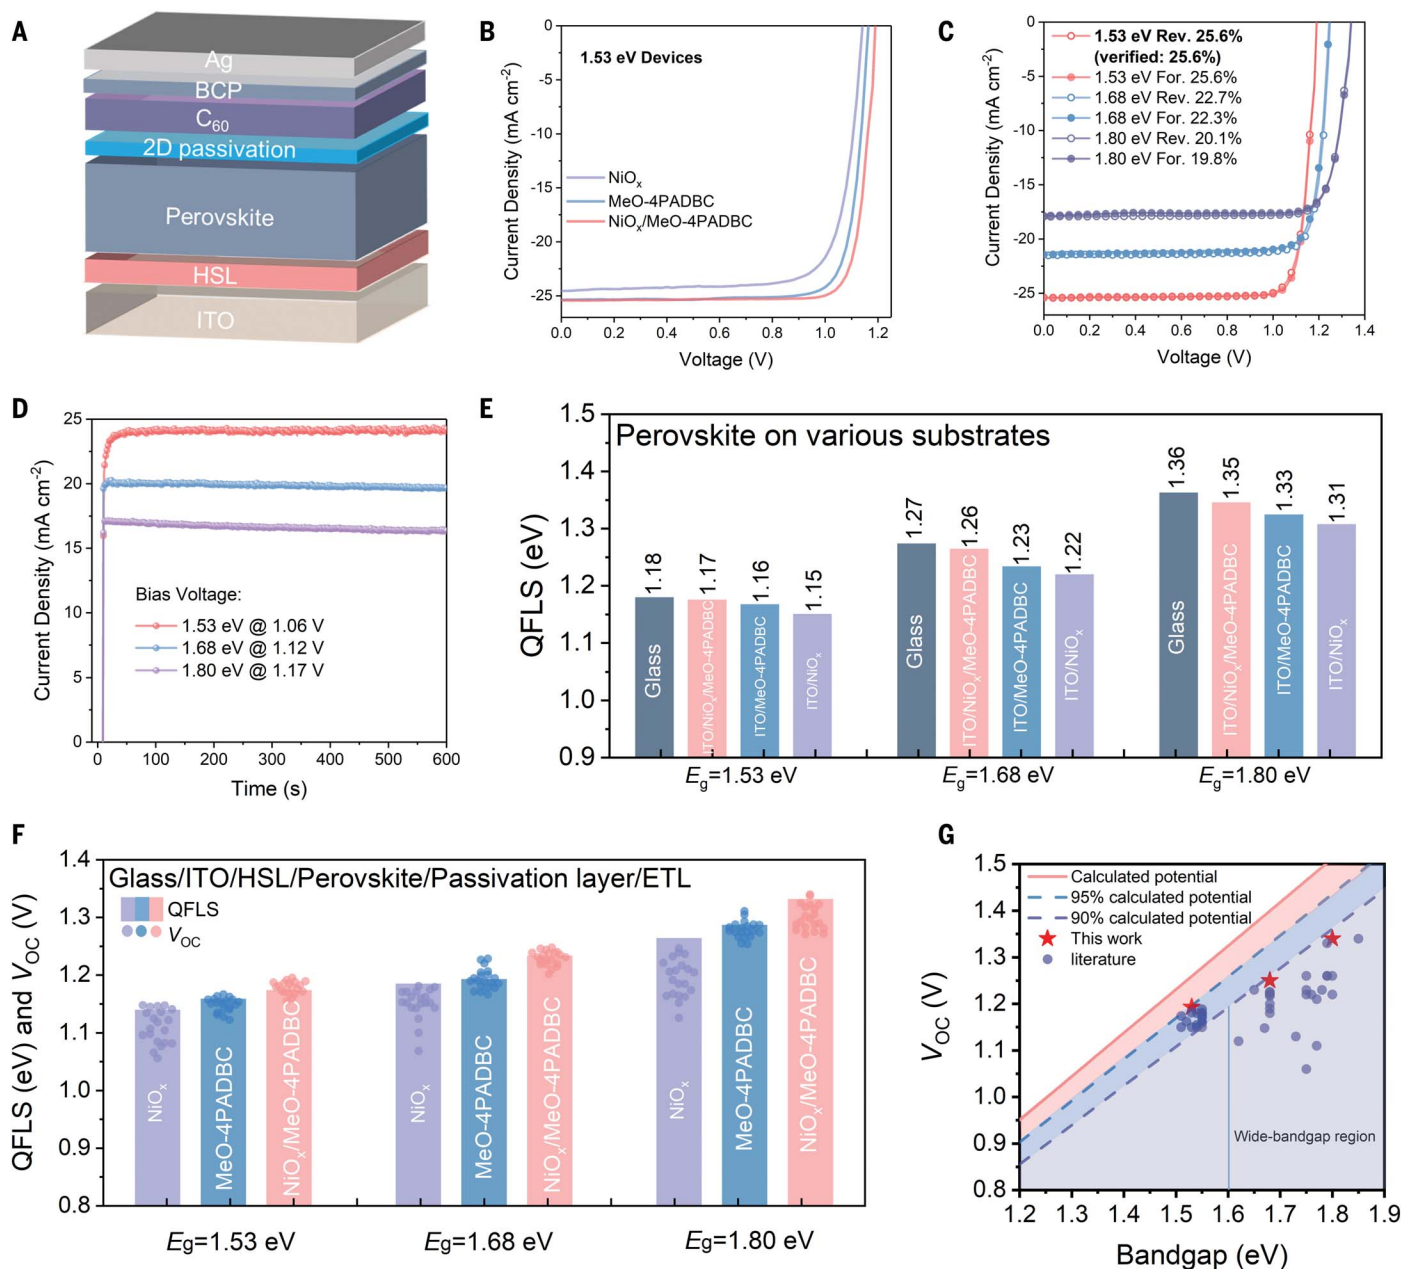 A
Ag
BCP
C60
2D passivation
Perovskite
HSL
ITO
B
1.53 eV Devices
NiOx
MeO-4PADBC
NiOx/MeO-4PADBC
0
-5
-10
-15
-20
-25
Current Density (mA cm-2)
0.0
0.2
0.4
0.6
0.8
1.0
1.2
Voltage (V)
C
1.53 eV Rev. 25.6%
(verified: 25.6%)
1.53 eV For. 25.6%
1.68 eV Rev. 22.7%
1.68 eV For. 22.3%
1.80 eV Rev. 20.1%
1.80 eV For. 19.8%
0
-5
-10
-15
-20
-25
Current Density (mA cm-2)
0.0
0.2
0.4
0.6
0.8
1.0
1.2
1.4
Voltage (V)
D
25
20
15
10
5
0
Current Density (mA cm-2)
Bias Voltage:
1.53 eV @ 1.06 V
1.68 eV @ 1.12 V
1.80 eV @ 1.17 V
0
100
200
300
400
500
600
Time (s)
E
Perovskite on various substrates
1.5
1.4
1.3
1.2
1.1
1.0
0.9
QFLS (eV)
1.18
1.17
1.16
1.15
1.27
1.26
1.23
1.22
1.36
1.35
1.33
1.31
Glass
ITO/NiOx/MeO-4PADBC
ITO/MeO-4PADBC
ITO/NiOx
Glass
ITO/NiOx/MeO-4PADBC
ITO/MeO-4PADBC
ITO/NiOx
Glass
ITO/NiOx/MeO-4PADBC
ITO/MeO-4PADBC
ITO/NiOx
Eg=1.53 eV
Eg=1.68 eV
Eg=1.80 eV
F
Glass/ITO/HSL/Perovskite/Passivation layer/ETL
QFLS
VOC
1.4
1.3
1.2
1.1
1.0
0.9
0.8
QFLS (eV) and VOC (V)
NiOx
MeO-4PADBC
NiOx/MeO-4PADBC
NiOx
MeO-4PADBC
NiOx/MeO-4PADBC
NiOx
MeO-4PADBC
NiOx/MeO-4PADBC
Eg=1.53 eV
Eg=1.68 eV
Eg=1.80 eV
G
Calculated potential
95% calculated potential
90% calculated potential
This work
literature
1.5
1.4
1.3
1.2
1.1
1.0
0.9
0.8
VOC (V)
Wide-bandgap region
1.2
1.3
1.4
1.5
1.6
1.7
1.8
1.9
Bandgap (eV)